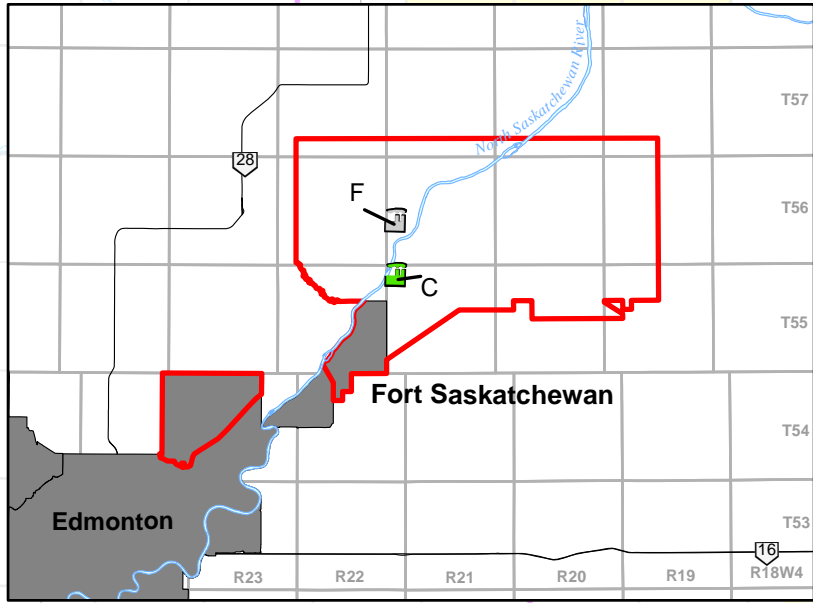 North Saskatchewan River
T57
28
F
T56
C
T55
Fort Saskatchewan
T54
Edmonton
T53
16
R23
R22
R21
R20
R19
R18W4